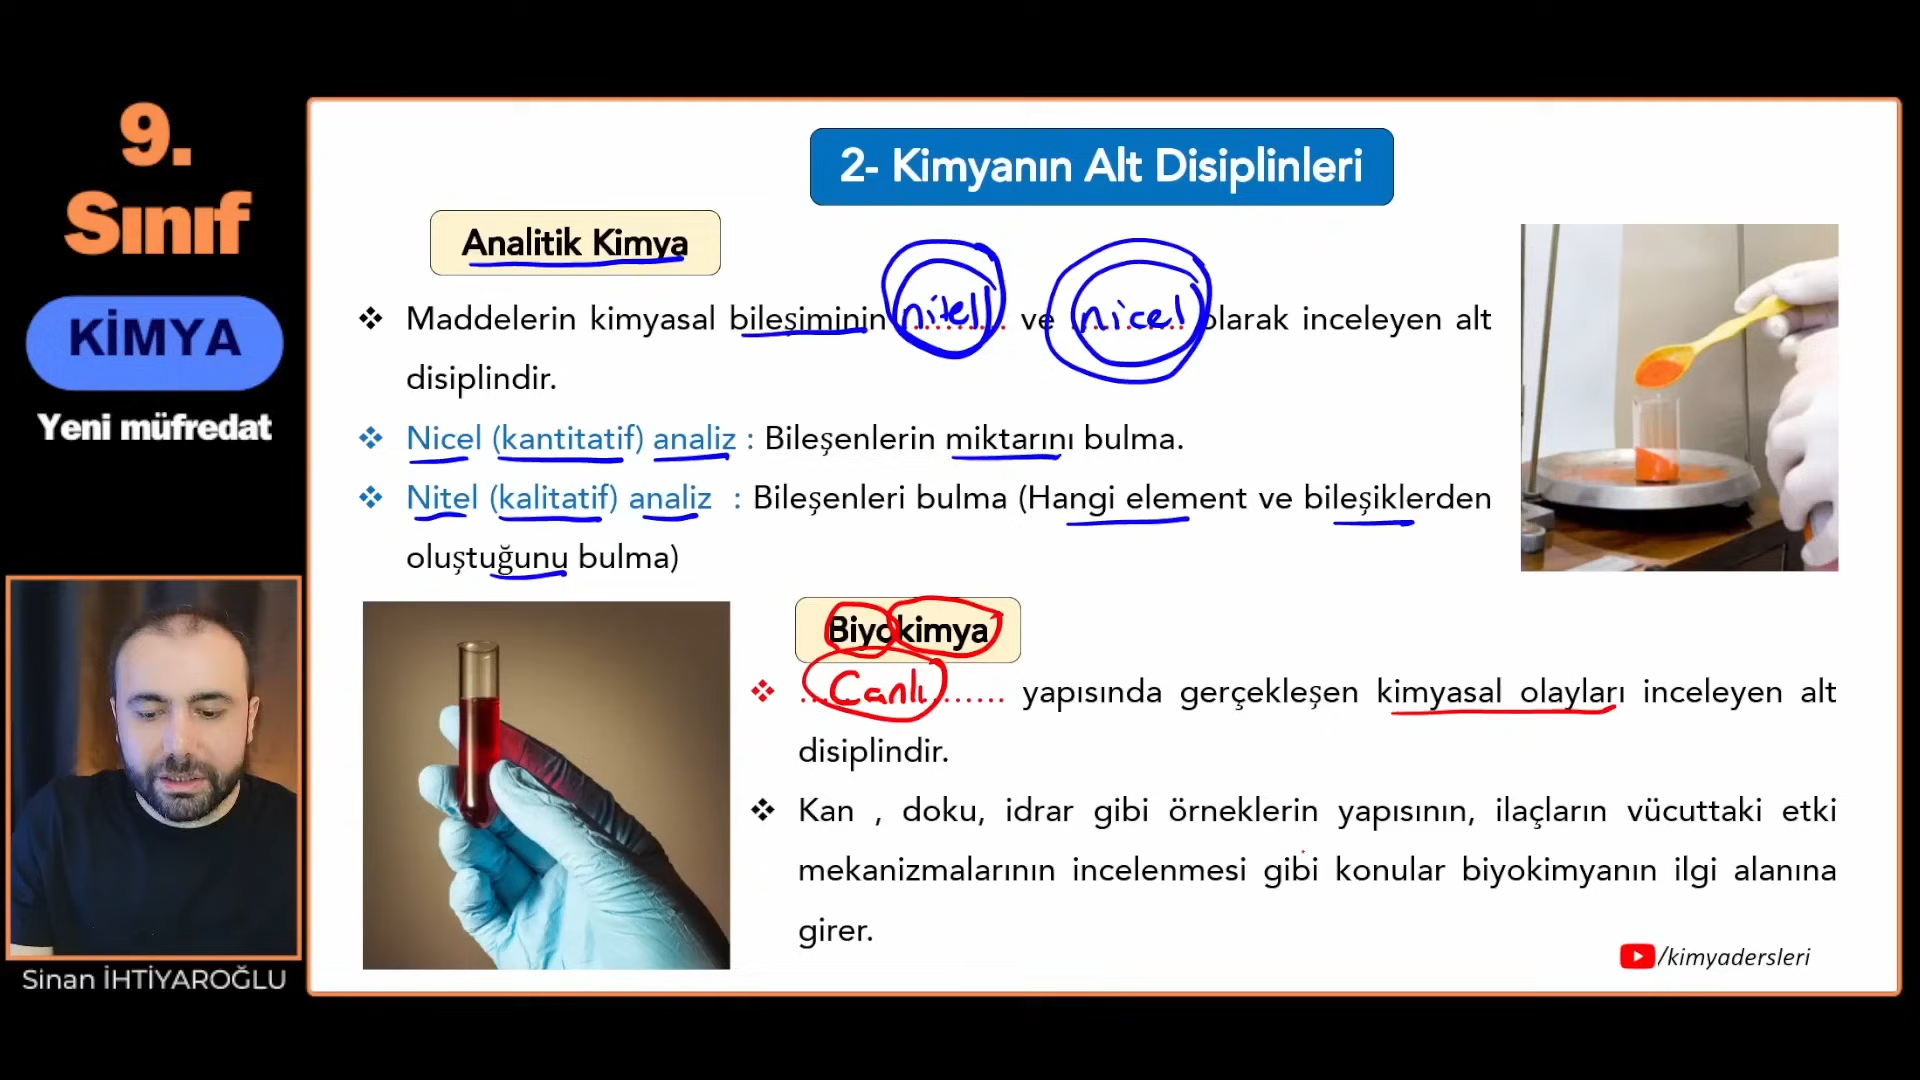 9.
Sınıf
KİMYA
Yeni müfredat
Sinan İHTİYAROĞLU
2- Kimyanın Alt Disiplinleri
Analitik Kimya
❖ Maddelerin kimyasal bileşiminin nitel ve nicel olarak inceleyen alt
disiplindir.
❖ Nicel (kantitatif) analiz : Bileşenlerin miktarını bulma.
❖ Nitel (kalitatif) analiz : Bileşenleri bulma (Hangi element ve bileşiklerden
oluştuğunu bulma)
Biyokimya
❖ ...Canlı....... yapısında gerçekleşen kimyasal olayları inceleyen alt
disiplindir.
❖ Kan , doku, idrar gibi örneklerin yapısının, ilaçların vücuttaki etki
mekanizmalarının incelenmesi gibi konular biyokimyanın ilgi alanına
girer.
/kimyadersleri